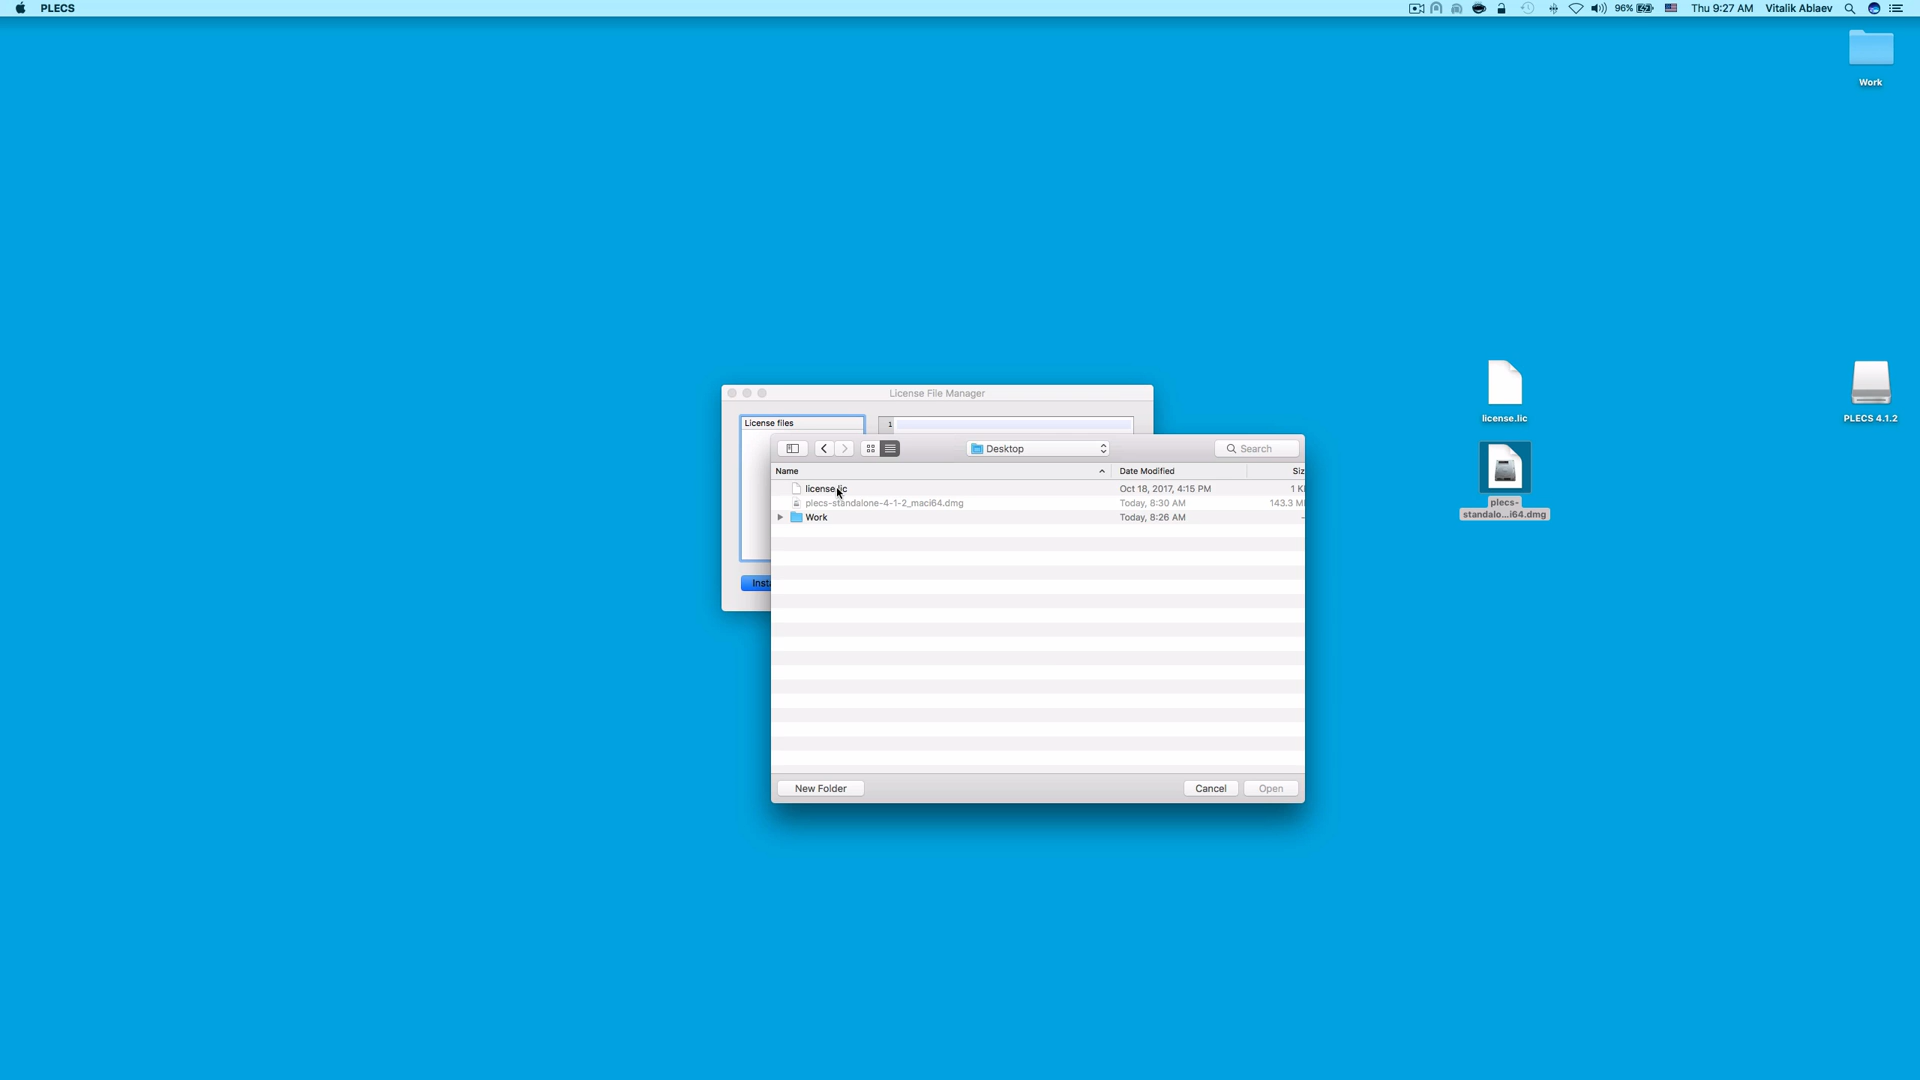 PLECS
96%
Thu 9:27 AM
Vitalik Ablaev
Work
License File Manager
License files
1
Desktop
Search
Name
Date Modified
Siz
Oct 18, 2017, 4:15 PM
1 K
plecs-standalone-4-1-2_maci64.dmg
Today, 8:30 AM
143.3 M
Work
Today, 8:26 AM
--
Inst
New Folder
Cancel
Open
license.lic
plecs-
standalo...i64.dmg
PLECS 4.1.2